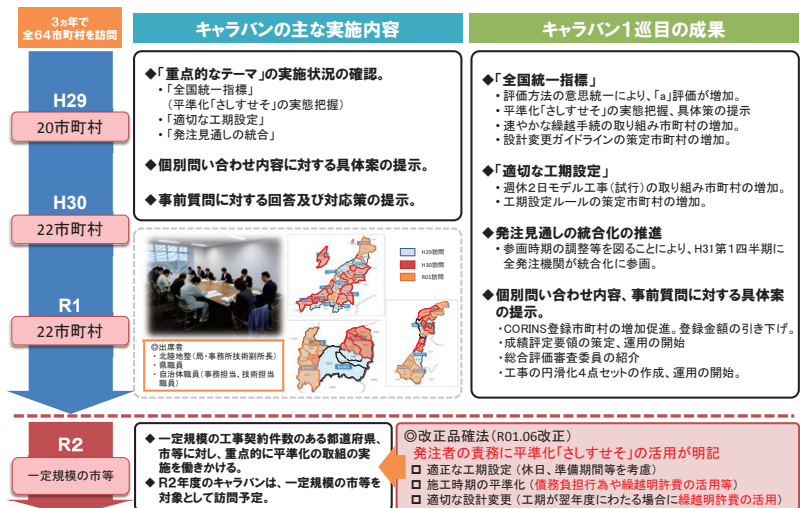 3ヵ年で
全64市町村を訪問
H29
20市町村
H30
22市町村
R1
22市町村
キャラバンの主な実施内容
◆「重点的なテーマ」の実施状況の確認。
・「全国統一指標」
（平準化「さしすせそ」の実態把握）
・「適切な工期設定」
・「発注見通しの統合」
◆個別問い合わせ内容に対する具体案の提示。
◆事前質問に対する回答及び対応策の提示。
H29訪問
H30訪問
R01訪問
◎出席者
・北陸地整（局・事務所技術副所長）
・県職員
・自治体職員（事務担当、技術担当
職員）
キャラバン1巡目の成果
◆「全国統一指標」
・評価方法の意思統一により、「a」評価が増加。
・平準化「さしすせそ」の実態把握、具体策の提示
・速やかな繰越手続の取り組み市町村の増加。
・設計変更ガイドラインの策定市町村の増加。
◆「適切な工期設定」
・週休2日モデル工事（試行）の取り組み市町村の増加。
・工期設定ルールの策定市町村の増加。
◆発注見通しの統合化の推進
・参画時期の調整等を図ることにより、H31第1四半期に
全発注機関が統合化に参画。
◆個別問い合わせ内容、事前質問に対する具体案
の提示。
・CORINS登録市町村の増加促進。登録金額の引き下げ。
・成績評定要領の策定、運用の開始
・総合評価審査委員の紹介
・工事の円滑化4点セットの作成、運用の開始。
R2
一定規模の市等
◆ 一定規模の工事契約件数のある都道府県、
市等に対し、重点的に平準化の取組の実
施を働きかける。
◆ R2年度のキャラバンは、一定規模の市等を
対象として訪問予定。
◎改正品確法（R01.06改正）
発注者の責務に平準化「さしすせそ」の活用が明記
□ 適正な工期設定（休日、準備期間等を考慮）
□ 施工時期の平準化（債務負担行為や繰越明許費の活用等）
□ 適切な設計変更（工期が翌年度にわたる場合に繰越明許費の活用）